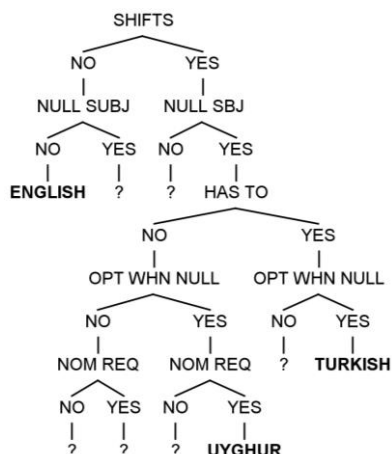 SHIFTS
NO YES
NULL SUBJ NULL SBJ
NO YES NO YES
ENGLISH ? ? HAS TO
NO YES
OPT WHN NULL OPT WHN NULL
NO YES NO YES
NOM REQ NOM REQ ? TURKISH
NO YES NO YES
? ? ? UYGHUR